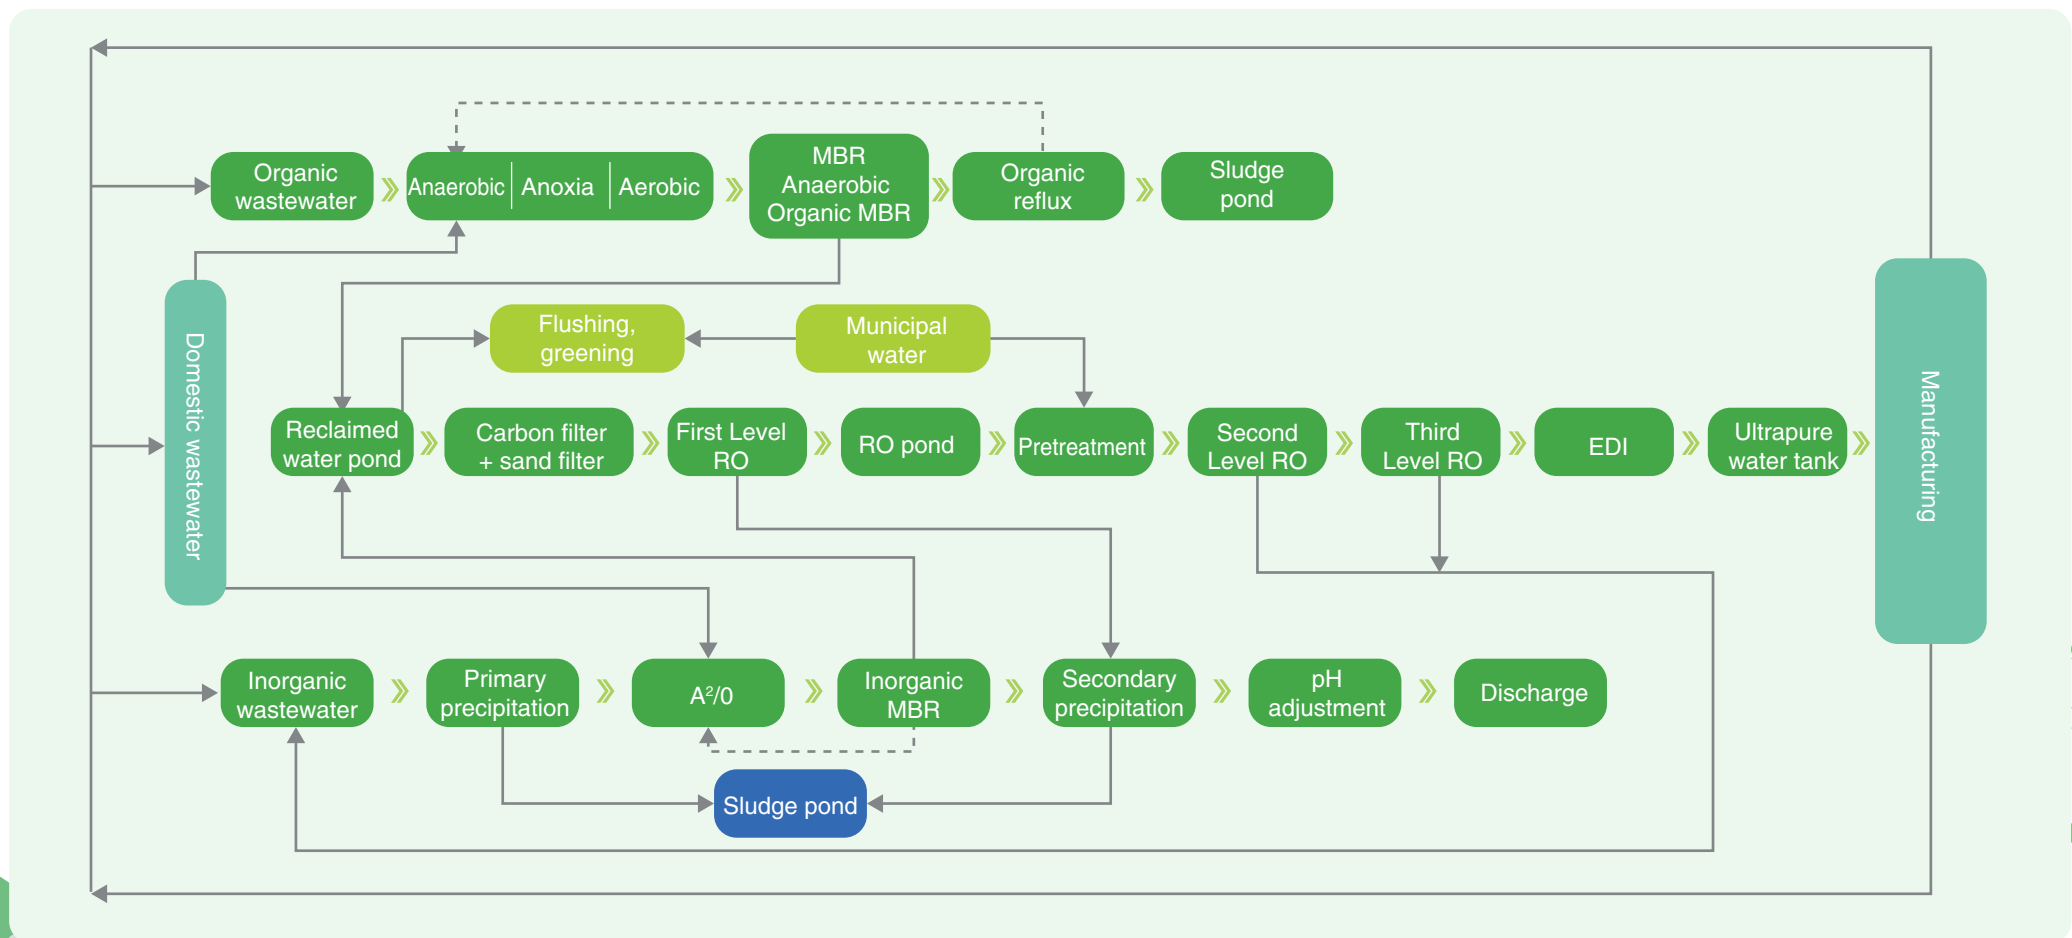 Organic
wastewater
Anaerobic
Anoxia
Aerobic
MBR
Anaerobic
Organic MBR
Organic
reflux
Sludge
pond
Domestic wastewater
Flushing,
greening
Municipal
water
Reclaimed
water pond
Carbon filter
+ sand filter
First Level
RO
RO pond
Pretreatment
Second
Level RO
Third
Level RO
EDI
Ultrapure
water tank
Manufacturing
Inorganic
wastewater
Primary
precipitation
A²/0
Inorganic
MBR
Secondary
precipitation
pH
adjustment
Discharge
Sludge pond